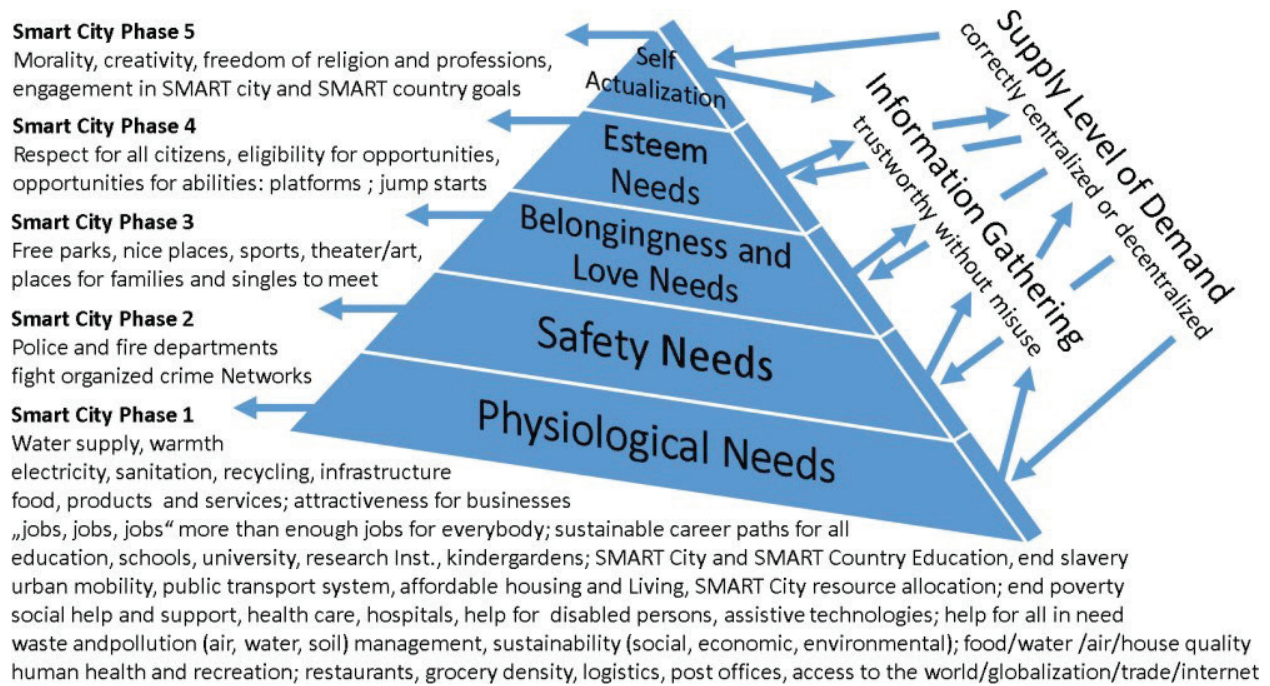 Smart City Phase 5
Morality, creativity, freedom of religion and professions,
engagement in SMART city and SMART country goals
Smart City Phase 4
Respect for all citizens, eligibility for opportunities,
opportunities for abilities: platforms ; jump starts
Smart City Phase 3
Free parks, nice places, sports, theater/art,
places for families and singles to meet
Smart City Phase 2
Police and fire departments
fight organized crime Networks
Smart City Phase 1
Water supply, warmth
electricity, sanitation, recycling, infrastructure
food, products and services; attractiveness for businesses
„jobs, jobs, jobs“ more than enough jobs for everybody; sustainable career paths for all
education, schools, university, research Inst., kindergardens; SMART City and SMART Country Education, end slavery
urban mobility, public transport system, affordable housing and Living, SMART City resource allocation; end poverty
social help and support, health care, hospitals, help for disabled persons, assistive technologies; help for all in need
waste andpollution (air, water, soil) management, sustainability (social, economic, environmental); food/water /air/house quality
human health and recreation; restaurants, grocery density, logistics, post offices, access to the world/globalization/trade/internet
Self
Actualization
Esteem
Needs
Belongingness and
Love Needs
Safety Needs
Physiological Needs
Supply Level of Demand
correctly centralized or decentralized
Information Gathering
trustworthy without misuse